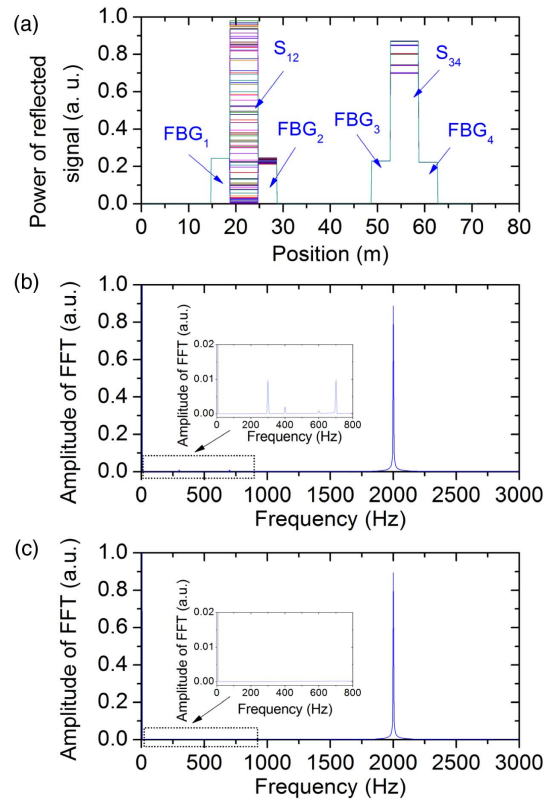 (a)
Power of reflected
signal (a. u.)
1.0
0.8
0.6
0.4
0.2
0.0
S12
S34
FBG1
FBG2
FBG3
FBG4
0 10 20 30 40 50 60 70 80
Position (m)
(b)
Amplitude of FFT (a.u.)
1.0
0.8
0.6
0.4
0.2
0.0
Amplitude of FFT (a.u.)
0.02
0.01
0.00
0 200 400 600 800
Frequency (Hz)
0 500 1000 1500 2000 2500 3000
Frequency (Hz)
(c)
Amplitude of FFT (a.u.)
1.0
0.8
0.6
0.4
0.2
0.0
Amplitude of FFT (a.u.)
0.02
0.01
0.00
0 200 400 600 800
Frequency (Hz)
0 500 1000 1500 2000 2500 3000
Frequency (Hz)